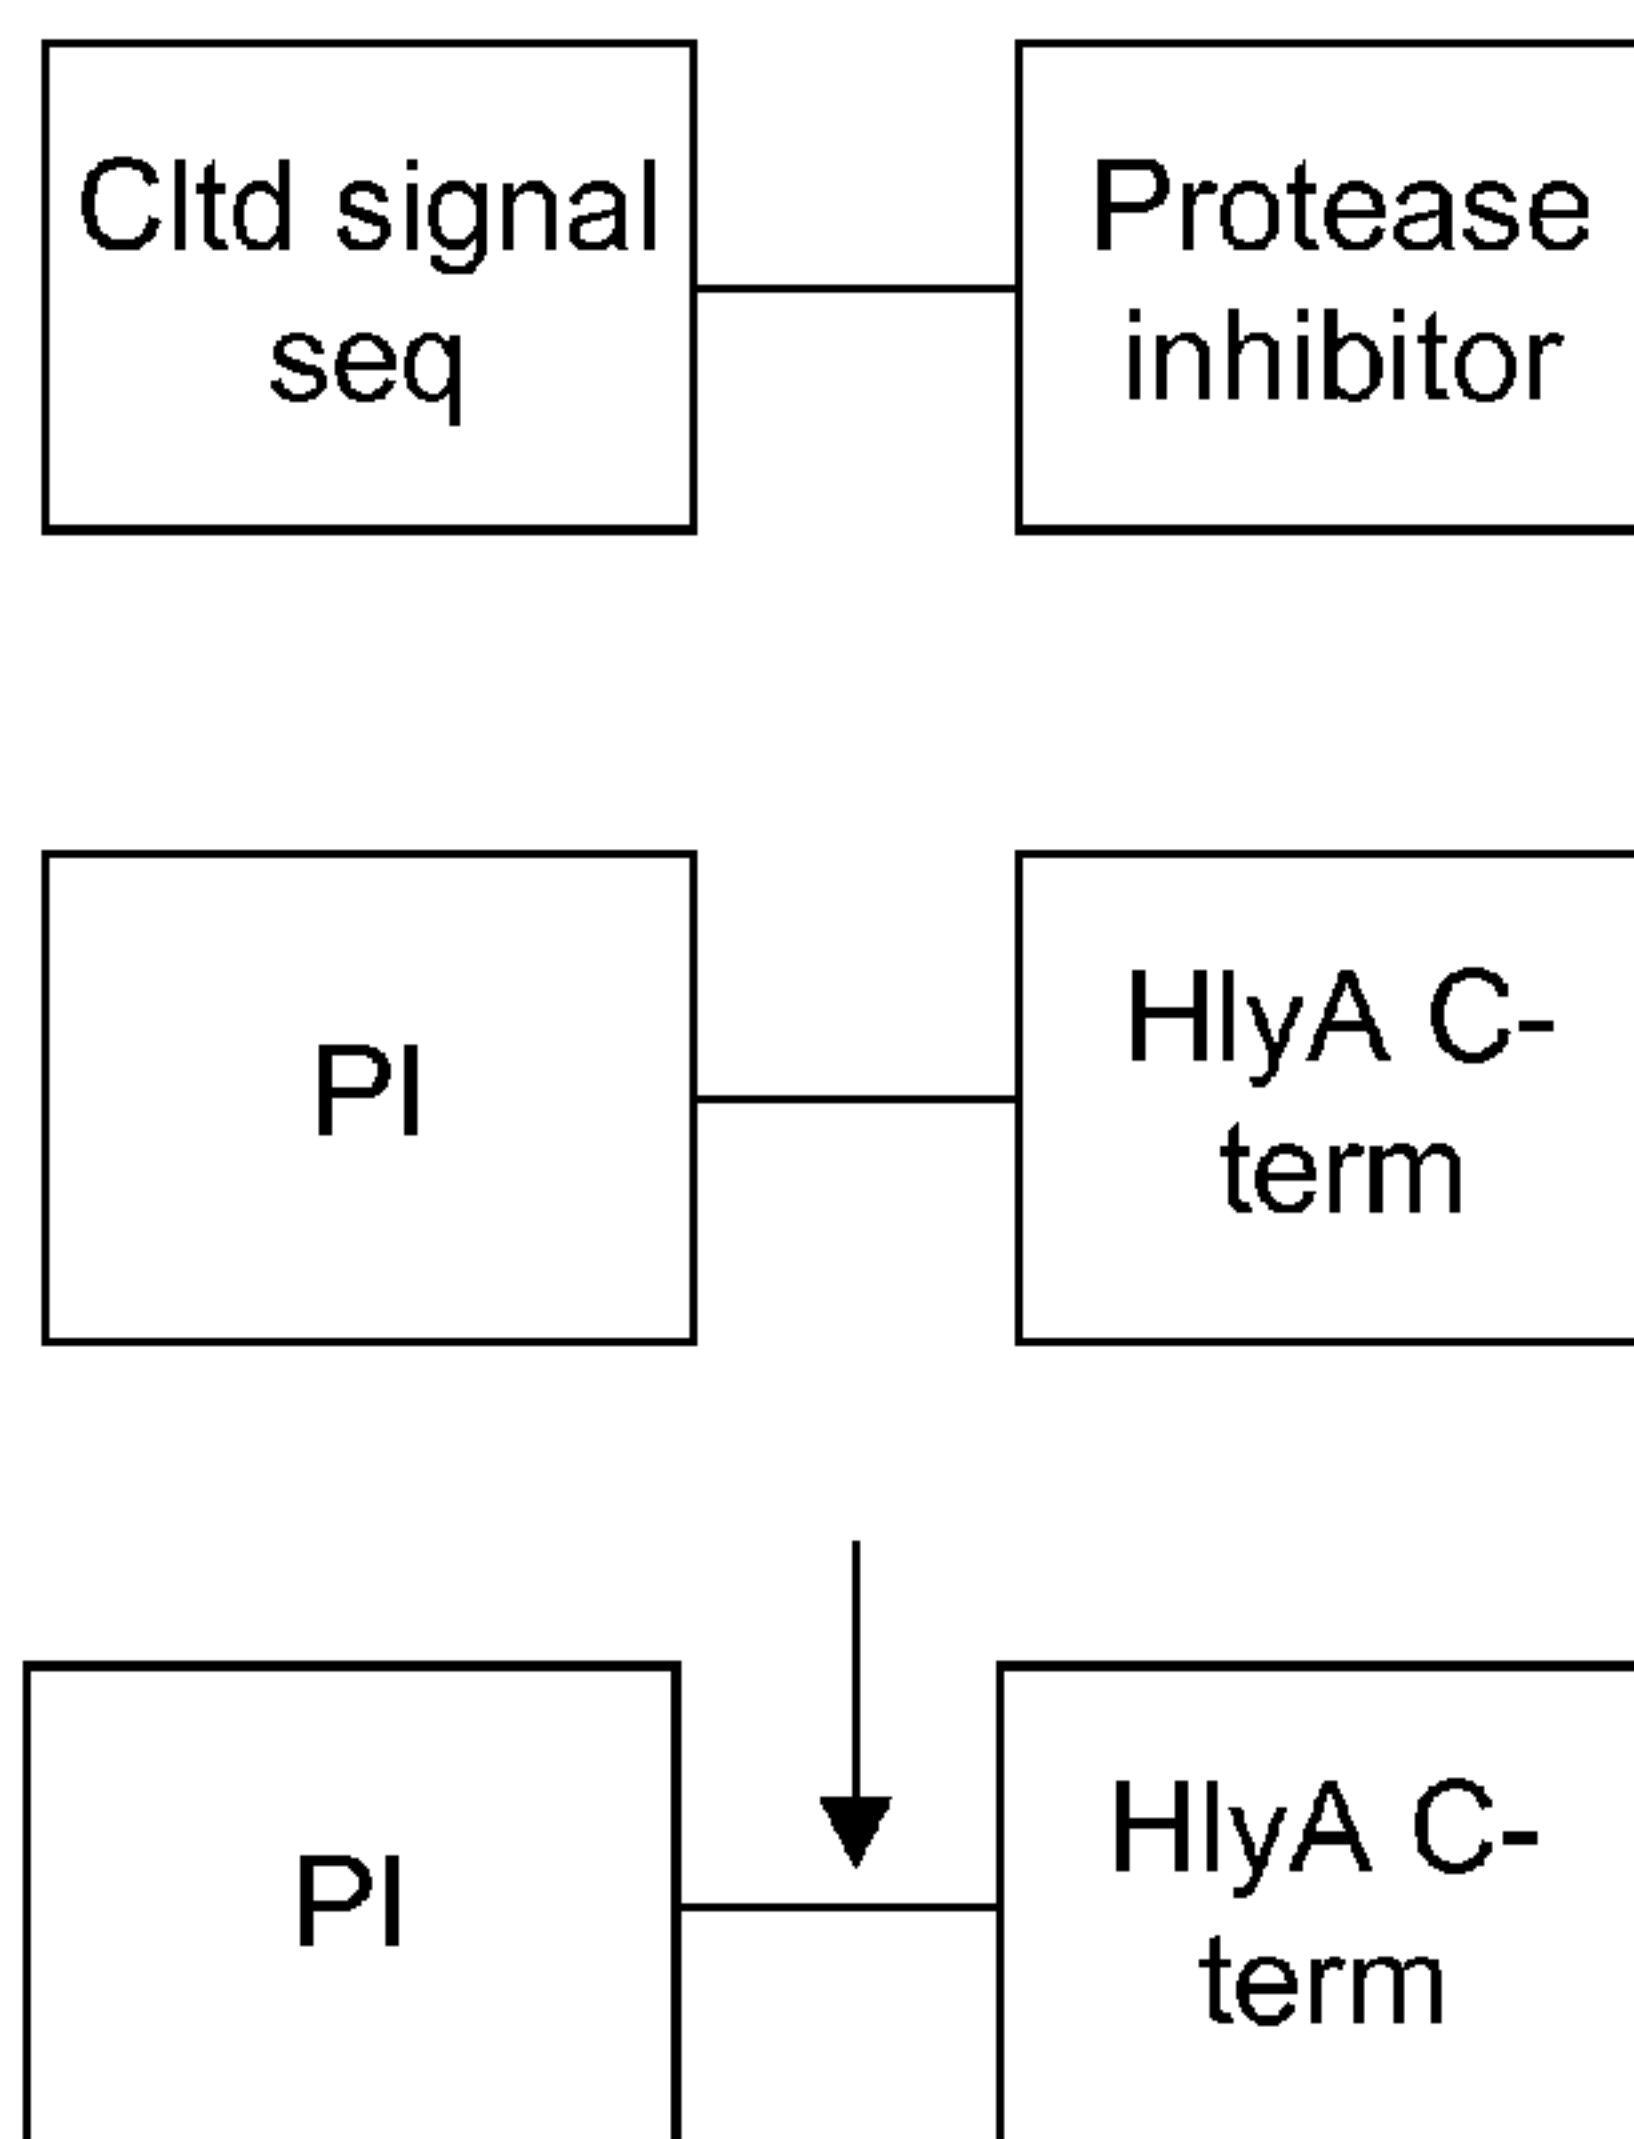 Cltd signal
seq
Protease
inhibitor
PI
HlyA C-
term
PI
HlyA C-
term